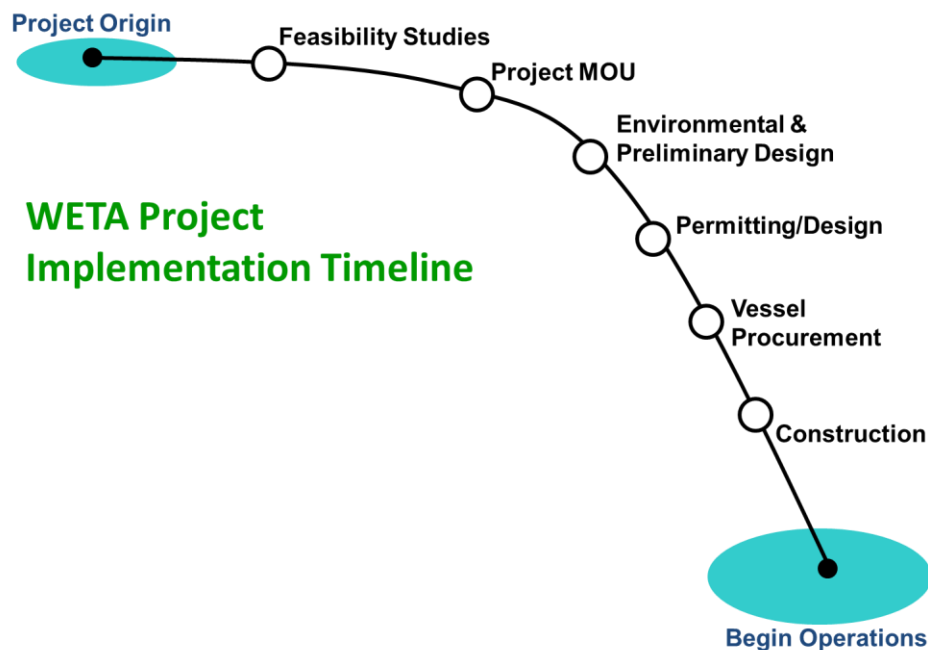 Project Origin
Feasibility Studies
Project MOU
Environmental &
Preliminary Design
WETA Project
Implementation Timeline
Permitting/Design
Vessel
Procurement
Construction
Begin Operations